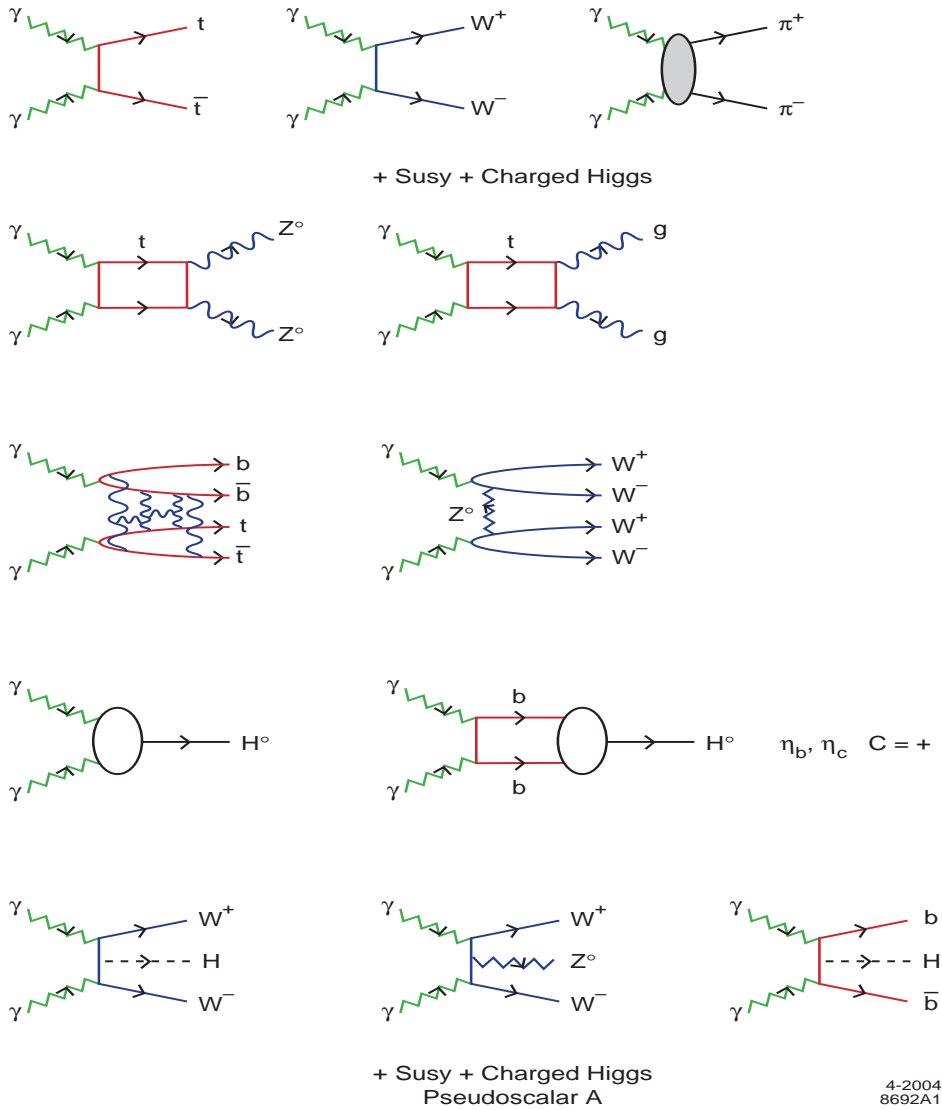 γ t γ t̅
γ W+ γ W−
γ π+ γ π−
+ Susy + Charged Higgs
γ t Z° γ Z°
γ t g γ g
γ b b̅ t t̅ γ
γ W+ W− Z° W+ W− γ
γ H° γ
γ b H° b γ
ηb, ηc C = +
γ W+ H W− γ
γ W+ Z° W− γ
γ b H b̅ γ
+ Susy + Charged Higgs
Pseudoscalar A
4-2004
8692A1